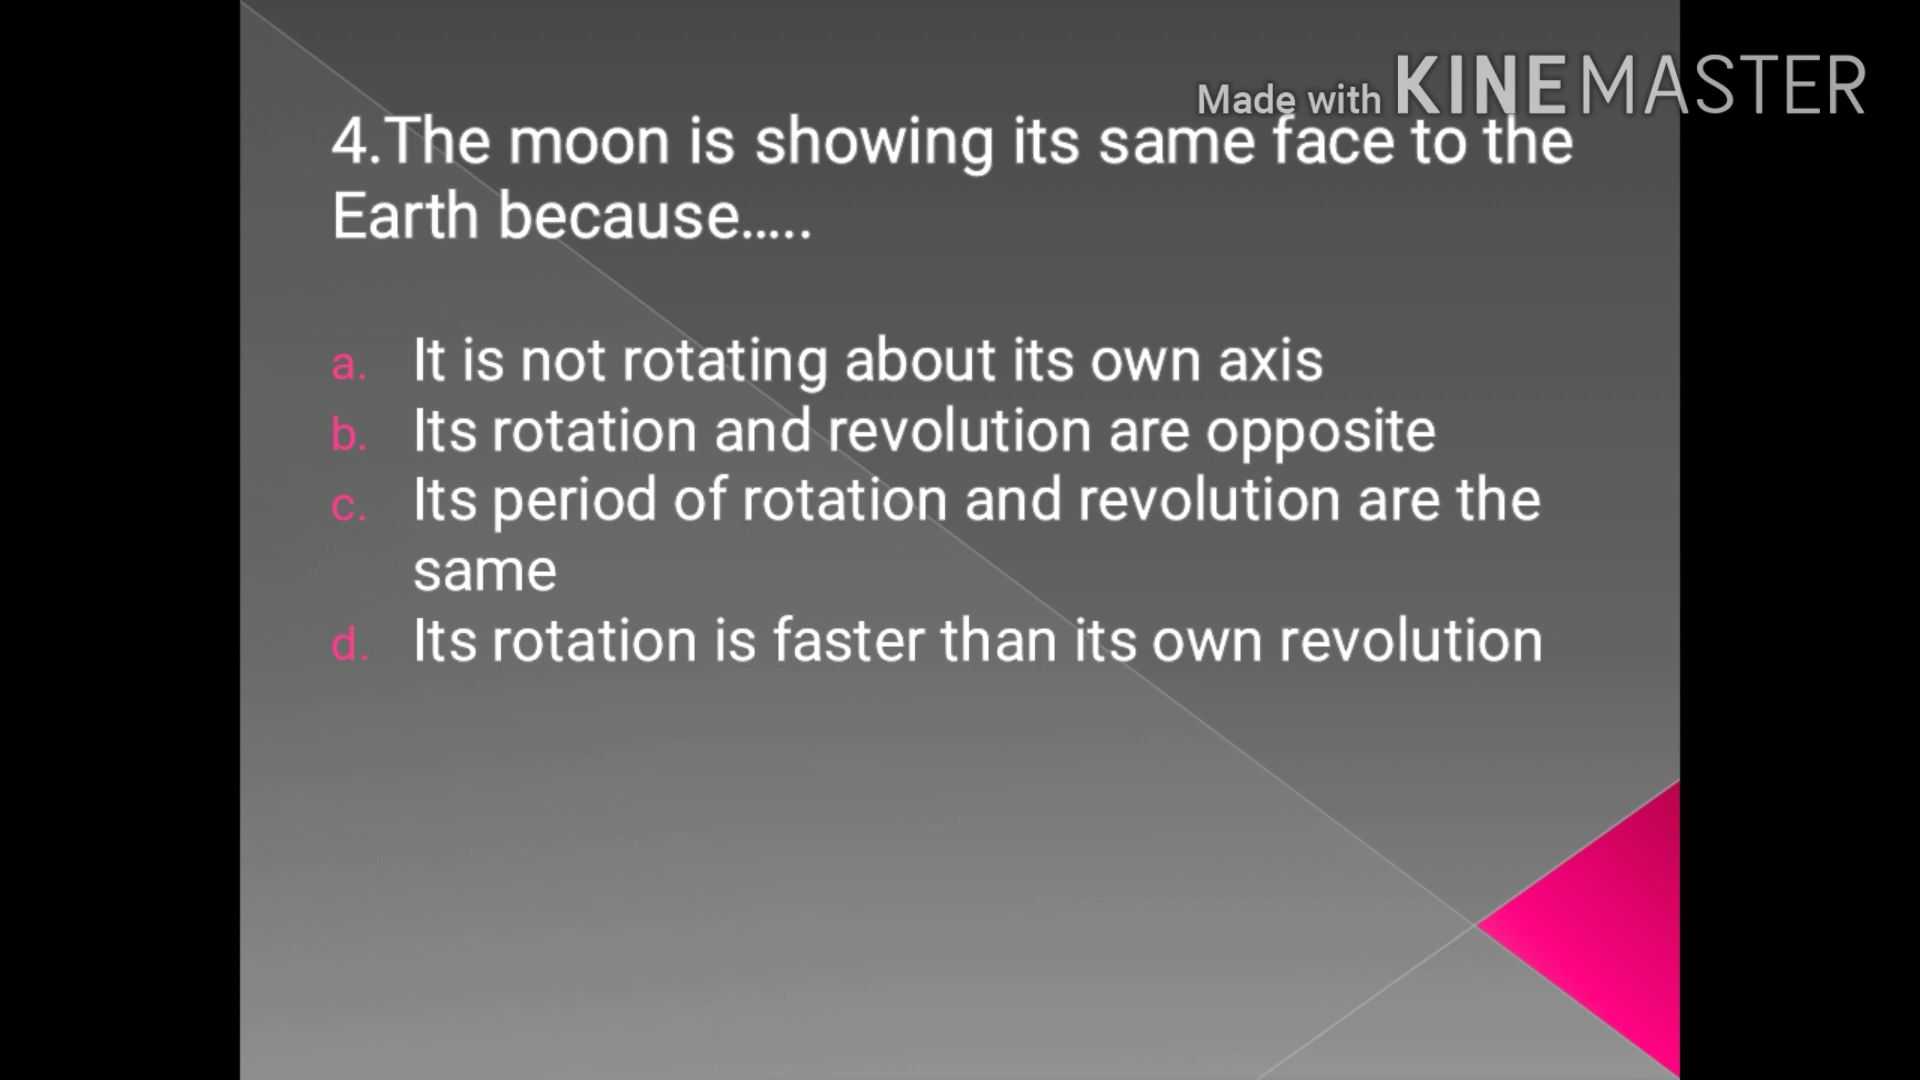 Made with KINEMASTER
4.The moon is showing its same face to the
Earth because.....
a. It is not rotating about its own axis
b. Its rotation and revolution are opposite
c. Its period of rotation and revolution are the
same
d. Its rotation is faster than its own revolution